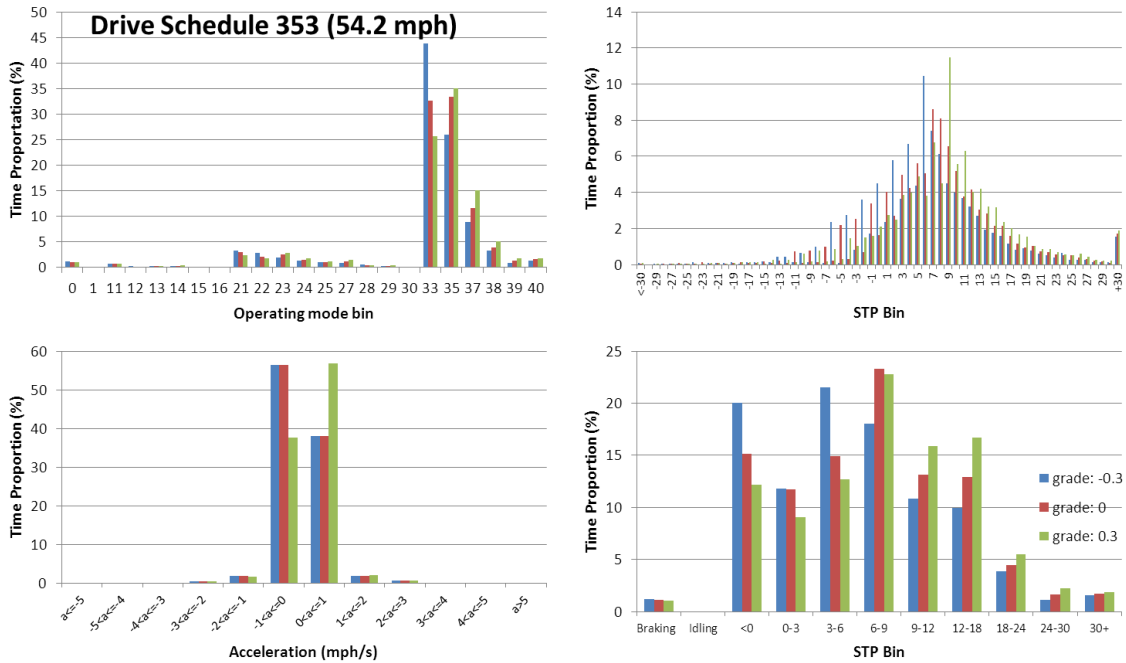 Drive Schedule 353 (54.2 mph)
Time Proportation (%)
50
45
40
35
30
25
20
15
10
5
0
0 1 11 12 13 14 15 16 21 22 23 24 25 27 28 29 30 33 35 37 38 39 40
Operating mode bin
Time Proportion (%)
14
12
10
8
6
4
2
0
<-30 -29 -27 -25 -23 -21 -19 -17 -15 -13 -11 -9 -7 -5 -3 -1 1 3 5 7 9 11 13 15 17 19 21 23 25 27 29 +30
STP Bin
Time Proportion (%)
60
50
40
30
20
10
0
a<=-5 -5<a<=-4 -4<a<=-3 -3<a<=-2 -2<a<=-1 -1<a<=0 0<a<=1 1<a<=2 2<a<=3 3<a<=4 4<a<=5 a>5
Acceleration (mph/s)
Time Proportion (%)
25
20
15
10
5
0
grade: -0.3
grade: 0
grade: 0.3
Braking Idling <0 0-3 3-6 6-9 9-12 12-18 18-24 24-30 30+
STP Bin